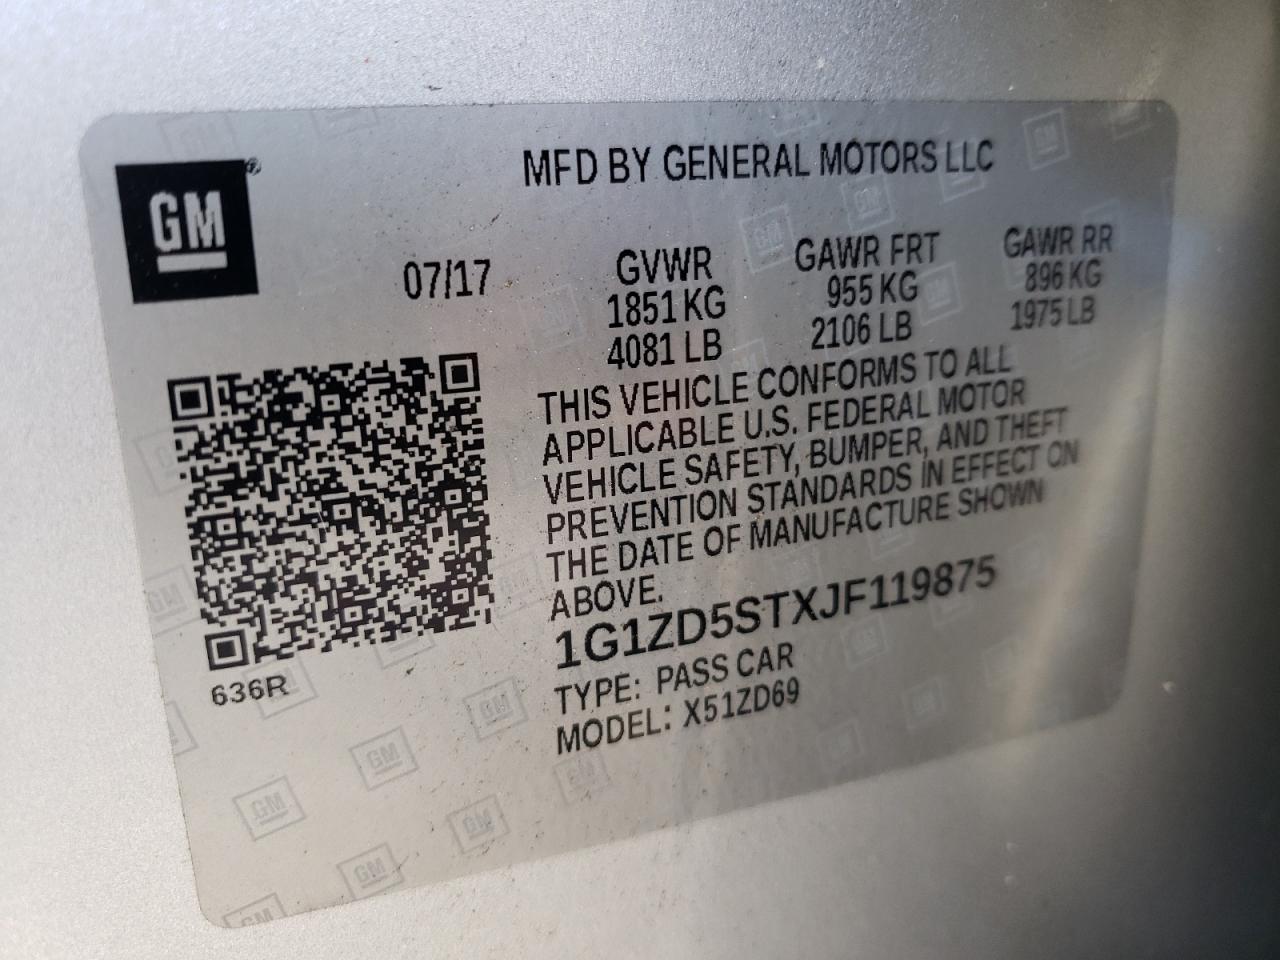 GM®
MFD BY GENERAL MOTORS LLC
07/17
GVWR
1851 KG
4081 LB
GAWR FRT
955 KG
2106 LB
GAWR RR
896 KG
1975 LB
THIS VEHICLE CONFORMS TO ALL
APPLICABLE U.S. FEDERAL MOTOR
VEHICLE SAFETY, BUMPER, AND THEFT
PREVENTION STANDARDS IN EFFECT ON
THE DATE OF MANUFACTURE SHOWN
ABOVE.
1G1ZD5STXJF119875
TYPE: PASS CAR
MODEL: X51ZD69
636R